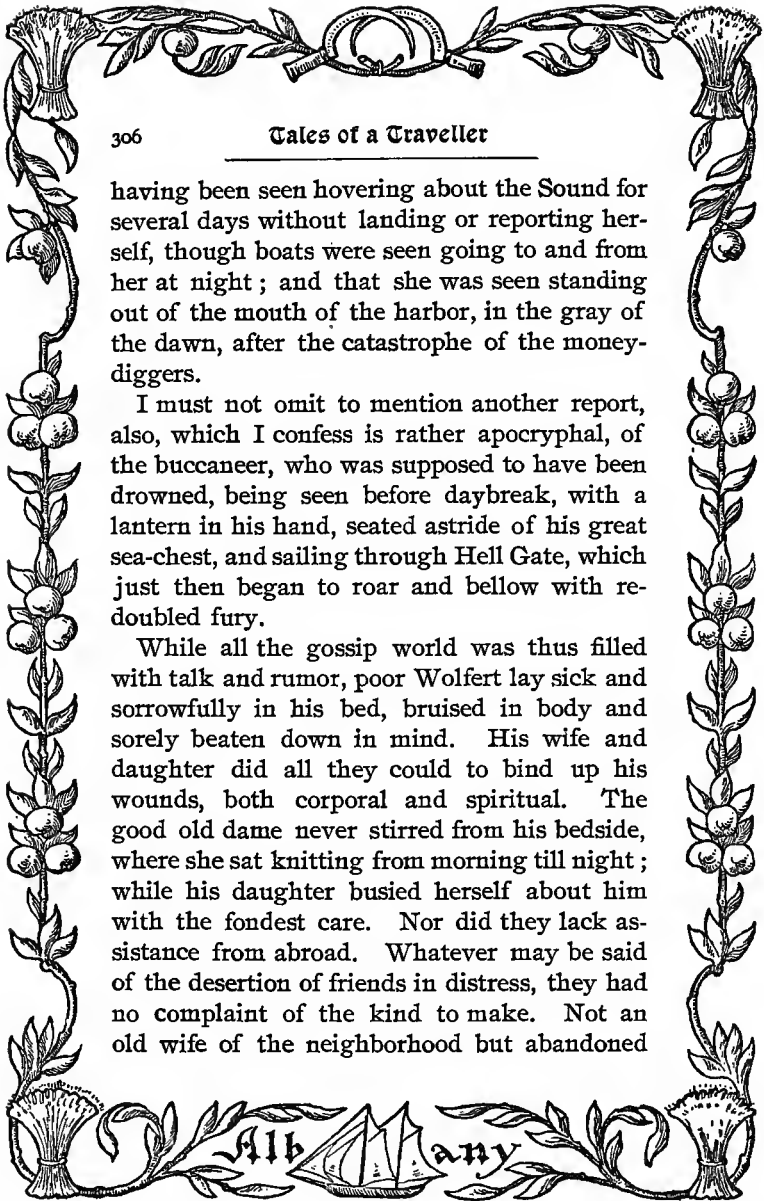 306 Tales of a Traveller
having been seen hovering about the Sound for
several days without landing or reporting her-
self, though boats were seen going to and from
her at night ; and that she was seen standing
out of the mouth of the harbor, in the gray of
the dawn, after the catastrophe of the money-
diggers.
I must not omit to mention another report,
also, which I confess is rather apocryphal, of
the buccaneer, who was supposed to have been
drowned, being seen before daybreak, with a
lantern in his hand, seated astride of his great
sea-chest, and sailing through Hell Gate, which
just then began to roar and bellow with re-
doubled fury.
While all the gossip world was thus filled
with talk and rumor, poor Wolfert lay sick and
sorrowfully in his bed, bruised in body and
sorely beaten down in mind. His wife and
daughter did all they could to bind up his
wounds, both corporal and spiritual. The
good old dame never stirred from his bedside,
where she sat knitting from morning till night ;
while his daughter busied herself about him
with the fondest care. Nor did they lack as-
sistance from abroad. Whatever may be said
of the desertion of friends in distress, they had
no complaint of the kind to make. Not an
old wife of the neighborhood but abandoned
Alb any